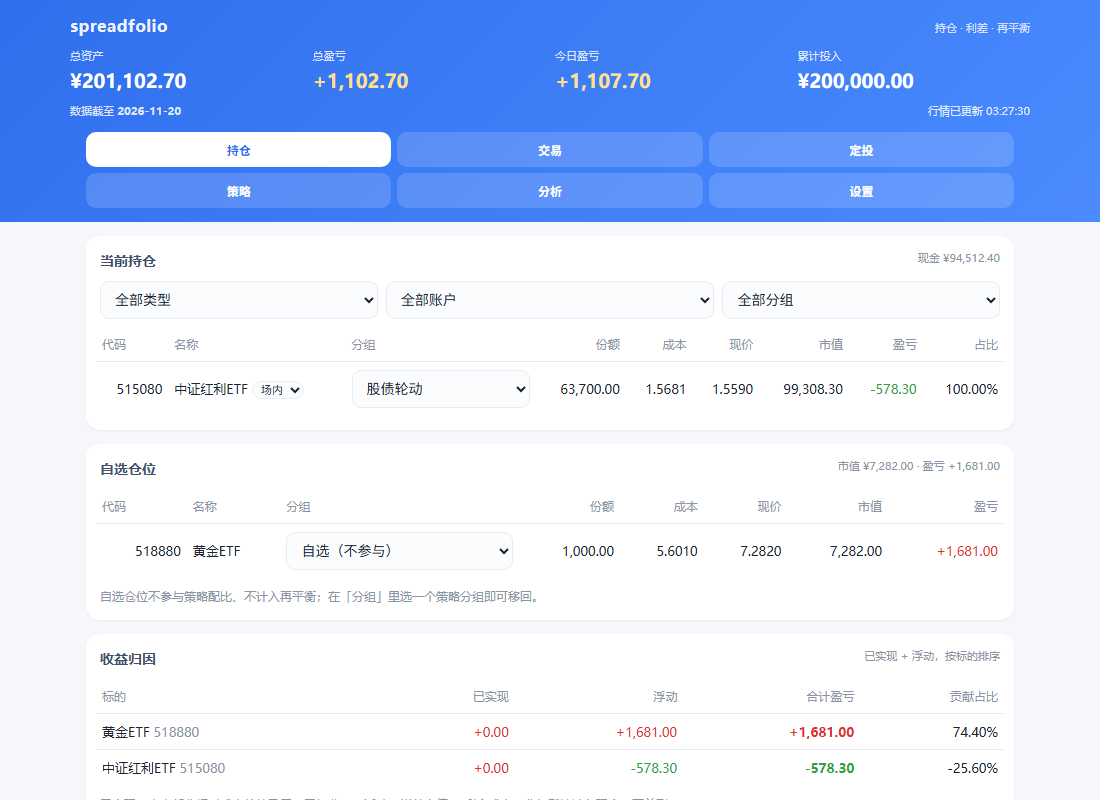 spreadfolio
持仓 · 利差 · 再平衡
总资产 总盈亏 今日盈亏 累计投入
¥201,102.70 +1,102.70 +1,107.70 ¥200,000.00
数据截至 2026-11-20 行情已更新 03:27:30
持仓 交易 定投
策略 分析 设置
当前持仓 现金 ¥94,512.40
全部类型 全部账户 全部分组
代码 名称 分组 份额 成本 现价 市值 盈亏 占比
515080 中证红利ETF 场内 股债轮动 63,700.00 1.5681 1.5590 99,308.30 -578.30 100.00%
自选仓位 市值 ¥7,282.00 · 盈亏 +1,681.00
代码 名称 分组 份额 成本 现价 市值 盈亏
518880 黄金ETF 自选（不参与） 1,000.00 5.6010 7.2820 7,282.00 +1,681.00
自选仓位不参与策略配比、不计入再平衡；在「分组」里选一个策略分组即可移回。
收益归因 已实现 + 浮动，按标的排序
标的 已实现 浮动 合计盈亏 贡献占比
黄金ETF 518880 +0.00 +1,681.00 +1,681.00 74.40%
中证红利ETF 515080 +0.00 -578.30 -578.30 -25.60%